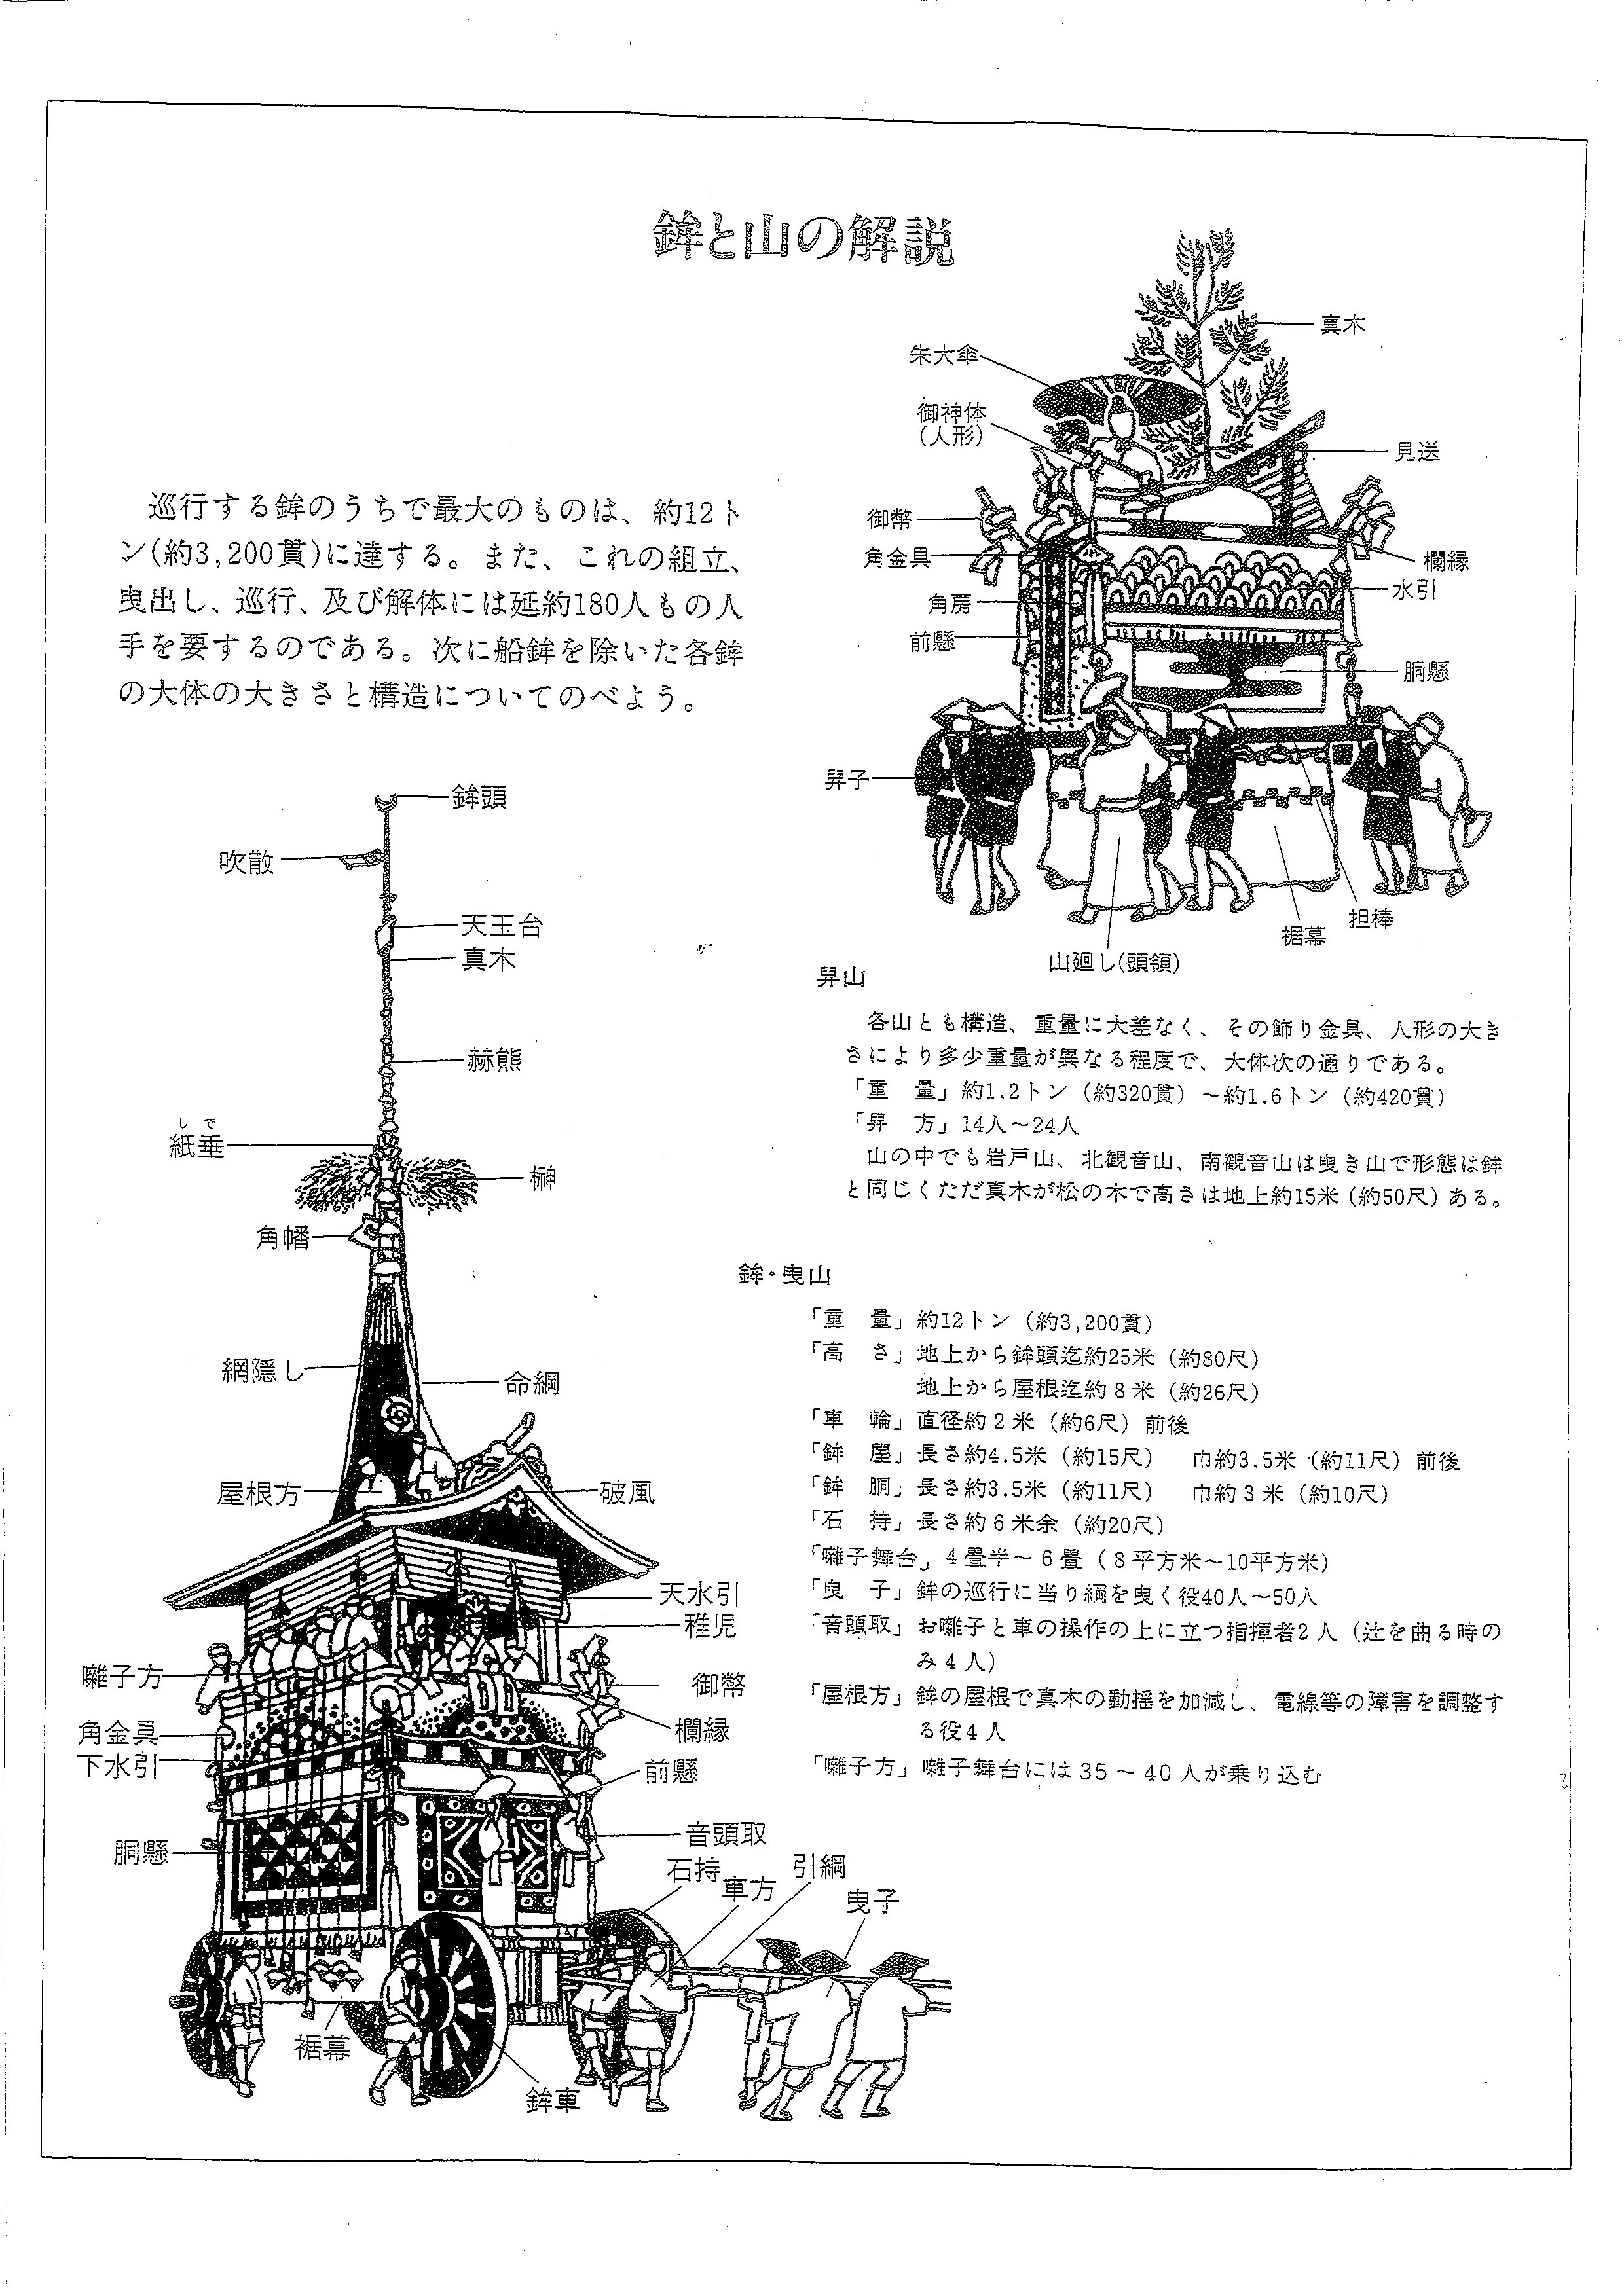 鉾と山の解説
巡行する鉾のうちで最大のものは、約12ト
ン(約3,200貫)に達する。また、これの組立、
曳出し、巡行、及び解体には延約180人もの人
手を要するのである。次に船鉾を除いた各鉾
の大体の大きさと構造についてのべよう。
真木
朱大傘
御神体
(人形)
見送
御幣
角金具
欄縁
水引
角房
前懸
胴懸
舁子
担棒
裾幕
山廻し(頭領)
舁山
各山とも構造、重量に大差なく、その飾り金具、人形の大き
さにより多少重量が異なる程度で、大体次の通りである。
「重　量」約1.2トン（約320貫）～約1.6トン（約420貫）
「舁　方」14人～24人
山の中でも岩戸山、北観音山、南観音山は曳き山で形態は鉾
と同じくただ真木が松の木で高さは地上約15米（約50尺）ある。
鉾頭
吹散
天玉台
真木
赫熊
しで
紙垂
榊
角幡
網隠し
命綱
屋根方
破風
天水引
稚児
囃子方
御幣
角金具
欄縁
下水引
前懸
音頭取
胴懸
石持
車方
引綱
曳子
裾幕
鉾車
鉾・曳山
「重　量」約12トン（約3,200貫）
「高　さ」地上から鉾頭迄約25米（約80尺）
地上から屋根迄約8米（約26尺）
「車　輪」直径約2米（約6尺）前後
「鉾　屋」長さ約4.5米（約15尺）　巾約3.5米（約11尺）前後
「鉾　胴」長さ約3.5米（約11尺）　巾約3米（約10尺）
「石　持」長さ約6米余（約20尺）
「囃子舞台」4畳半～6畳（8平方米～10平方米）
「曳　子」鉾の巡行に当り綱を曳く役40人～50人
「音頭取」お囃子と車の操作の上に立つ指揮者2人（辻を曲る時の
み4人）
「屋根方」鉾の屋根で真木の動揺を加減し、電線等の障害を調整す
る役4人
「囃子方」囃子舞台には35～40人が乗り込む